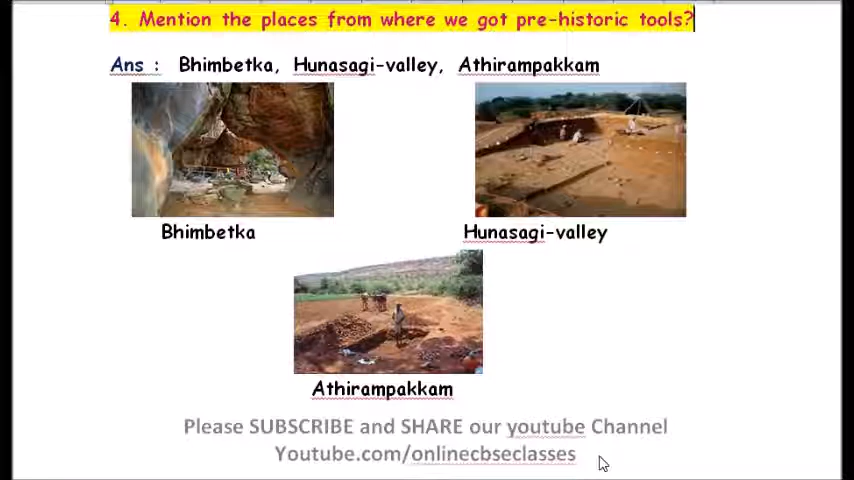 4. Mention the places from where we got pre-historic tools?
Ans : Bhimbetka, Hunasagi-valley, Athirampakkam
Bhimbetka
Hunasagi-valley
Athirampakkam
Please SUBSCRIBE and SHARE our youtube Channel
Youtube.com/onlinecbseclasses